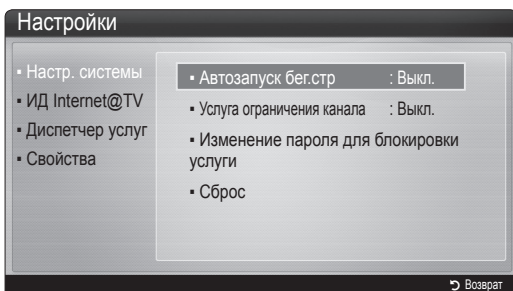 Настройки
▪ Настр. системы
▪ ИД Internet@TV
▪ Диспетчер услуг
▪ Свойства
▪ Автозапуск бег.стр : Выкл.
▪ Услуга ограничения канала : Выкл.
▪ Изменение пароля для блокировки
услуги
▪ Сброс
Возврат